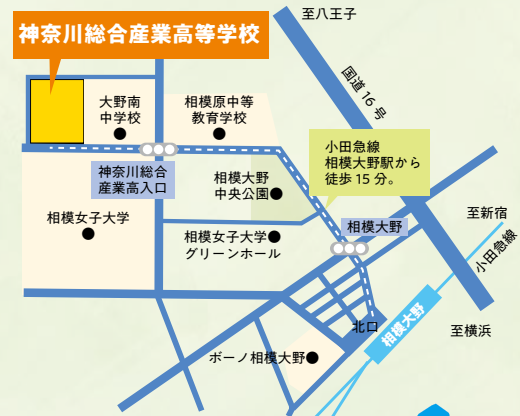 至八王子
神奈川総合産業高等学校
国道16号
大野南
中学校
相模原中等
教育学校
小田急線
相模大野駅から
徒歩15分。
神奈川総合
産業高入口
相模大野
中央公園
相模女子大学
相模大野
至新宿
小田急線
相模女子大学
グリーンホール
北口
相模大野
至横浜
ボーノ相模大野